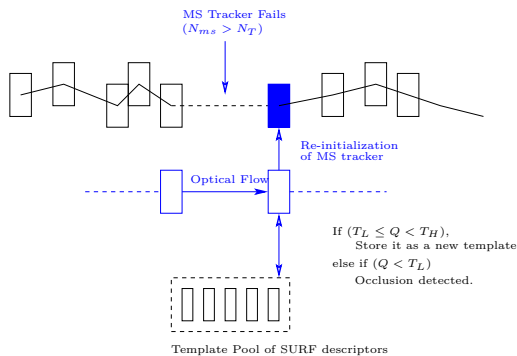 MS Tracker Fails
(N_ms > N_T)
Re-initialization
of MS tracker
Optical Flow
If (T_L ≤ Q < T_H),
Store it as a new template
else if (Q < T_L)
Occlusion detected.
Template Pool of SURF descriptors